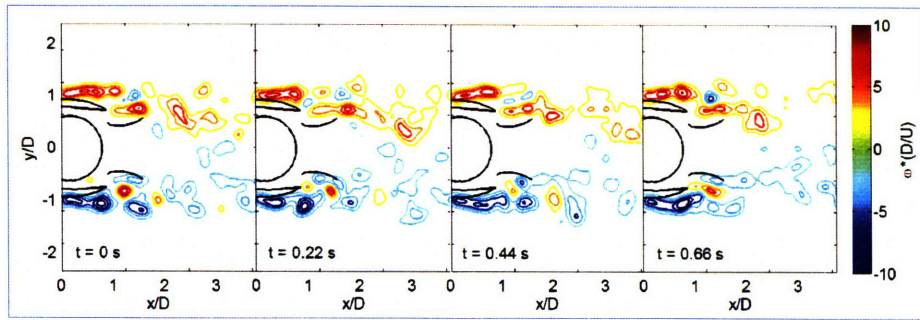 2
1
0
-1
-2
y/D
t = 0 s
t = 0.22 s
t = 0.44 s
t = 0.66 s
0 1 2 3
0 1 2 3
0 1 2 3
0 1 2 3
x/D
x/D
x/D
x/D
10
5
0
-5
-10
ω*(D/U)